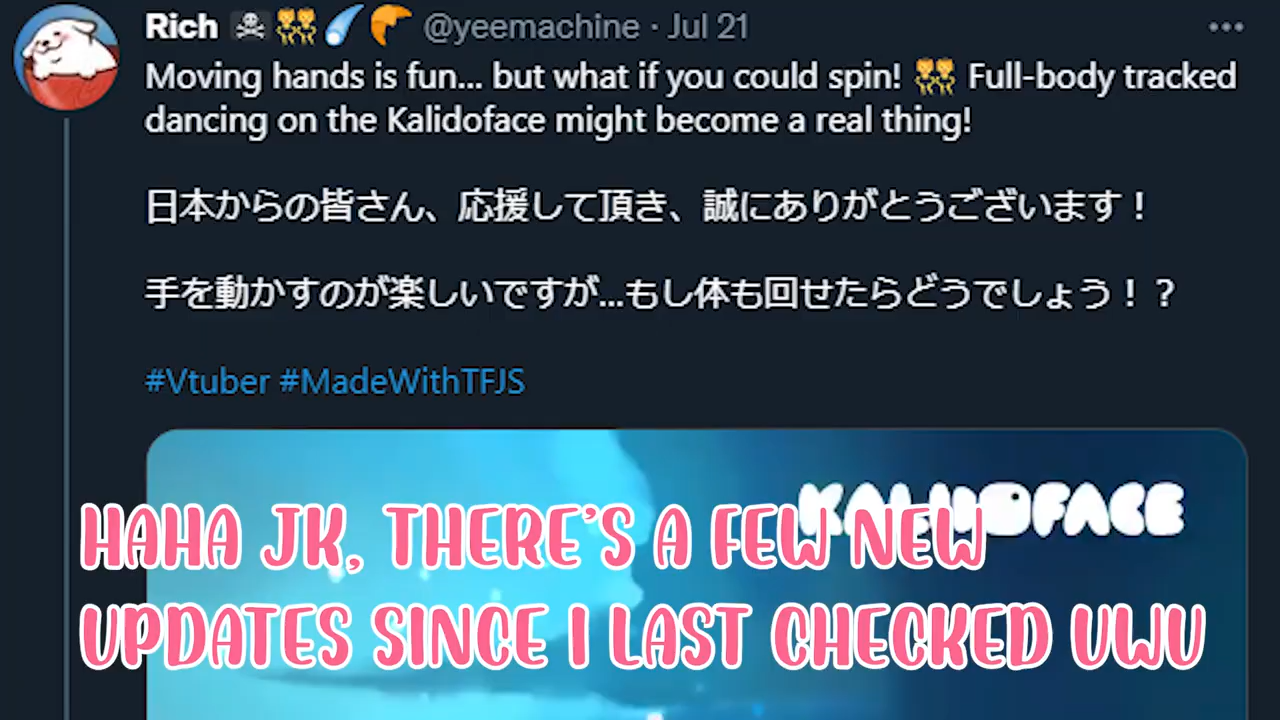 Rich ☠️👯🌠🥐 @yeemachine · Jul 21
Moving hands is fun... but what if you could spin! 👯 Full-body tracked
dancing on the Kalidoface might become a real thing!
日本からの皆さん、応援して頂き、誠にありがとうございます！
手を動かすのが楽しいですが...もし体も回せたらどうでしょう！？
#Vtuber #MadeWithTFJS
KALIDOFACE
HAHA JK, THERE'S A FEW NEW
UPDATES SINCE I LAST CHECKED UWU